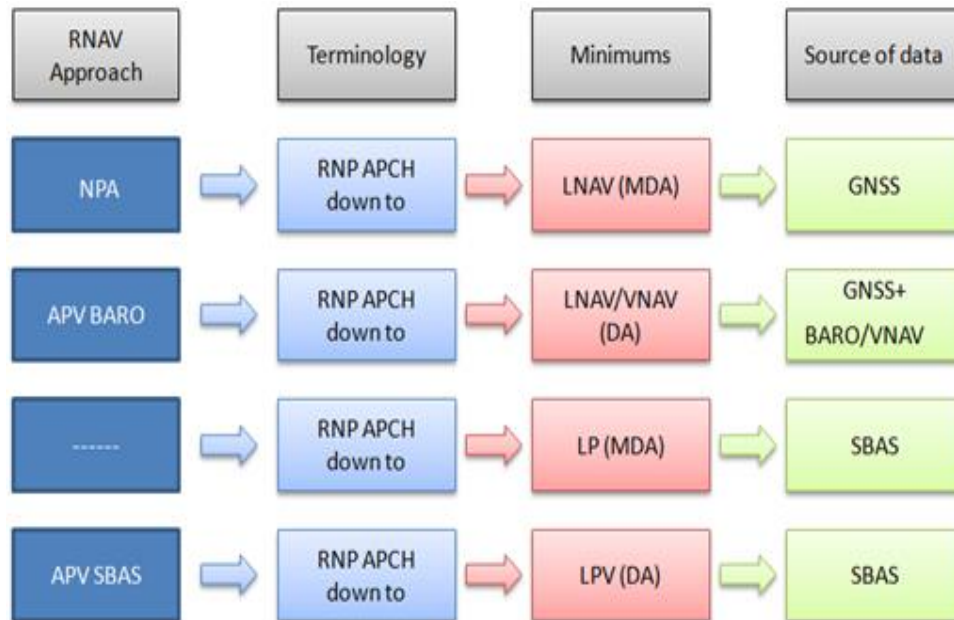 RNAV
Approach
Terminology
Minimums
Source of data
NPA
RNP APCH
down to
LNAV (MDA)
GNSS
APV BARO
RNP APCH
down to
LNAV/VNAV
(DA)
GNSS+
BARO/VNAV
------
RNP APCH
down to
LP (MDA)
SBAS
APV SBAS
RNP APCH
down to
LPV (DA)
SBAS